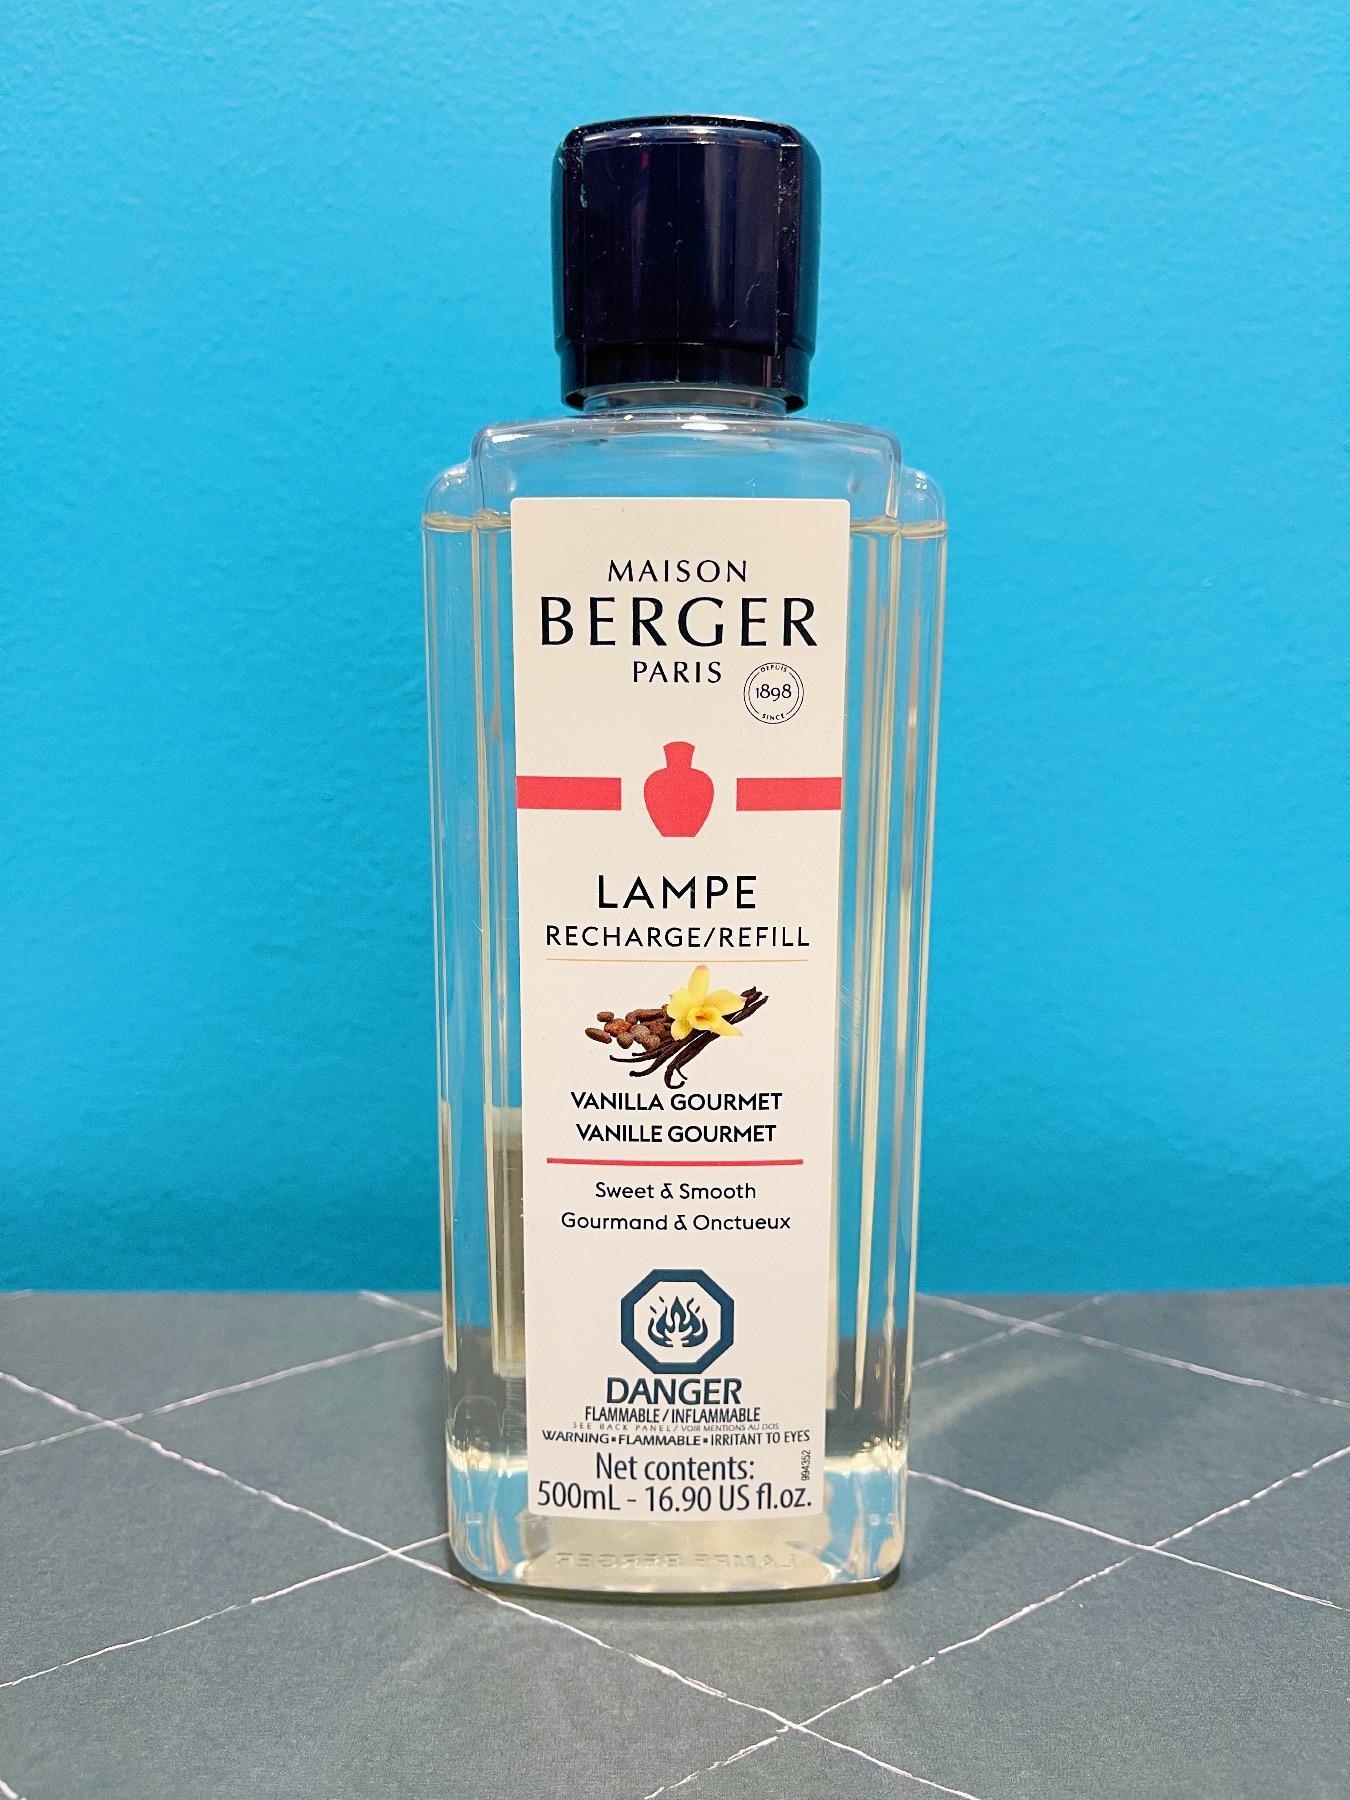 MAISON
BERGER
PARIS
DEPUIS
1898
SINCE
LAMPE
RECHARGE/REFILL
VANILLA GOURMET
VANILLE GOURMET
Sweet & Smooth
Gourmand & Onctueux
DANGER
FLAMMABLE / INFLAMMABLE
SEE BACK PANEL / VOIR MENTIONS AU DOS
WARNING▪FLAMMABLE▪IRRITANT TO EYES
Net contents:
994352
500mL - 16.90 US fl.oz.
LAMPE BERGER